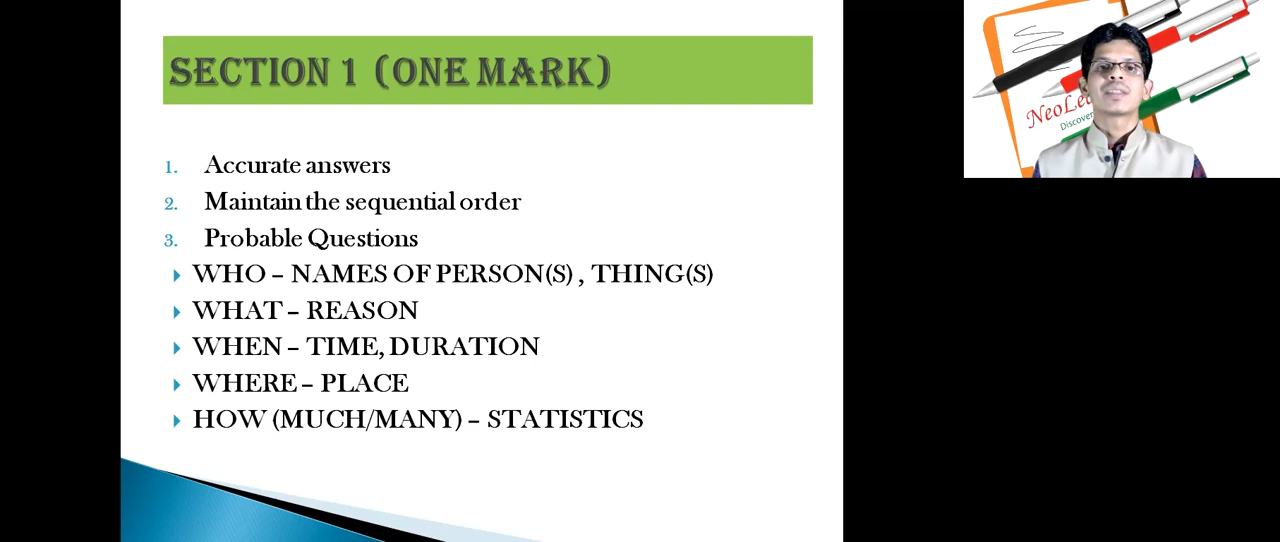 SECTION 1 (ONE MARK)
1. Accurate answers
2. Maintain the sequential order
3. Probable Questions
WHO – NAMES OF PERSON(S) , THING(S)
WHAT – REASON
WHEN – TIME, DURATION
WHERE – PLACE
HOW (MUCH/MANY) – STATISTICS